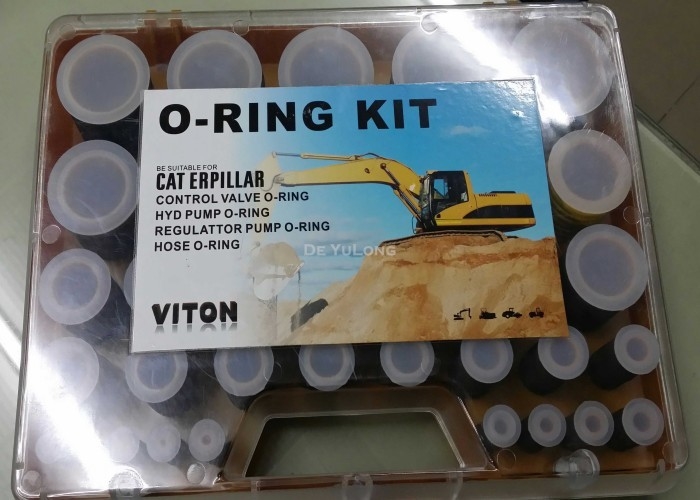 O-RING KIT
BE SUITABLE FOR
CAT ERPILLAR
CONTROL VALVE O-RING
HYD PUMP O-RING
REGULATTOR PUMP O-RING
HOSE O-RING
DE YULONG
VITON